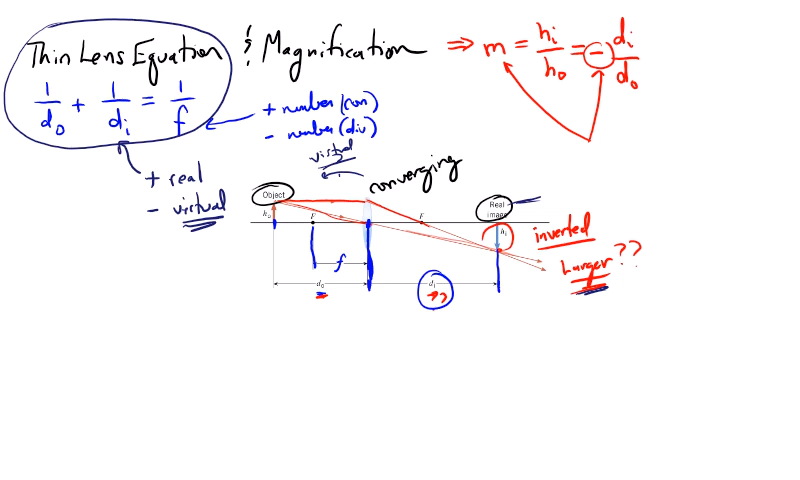 Thin Lens Equation & Magnification ⇒ m = hi/ho = - di/do
1/do + 1/di = 1/f
+ number (con)
- number (div)
+ real
- virtual
virtual
converging
Object
Real image
ho
F
F
hi
inverted
Larger ??
f
do
di
+?